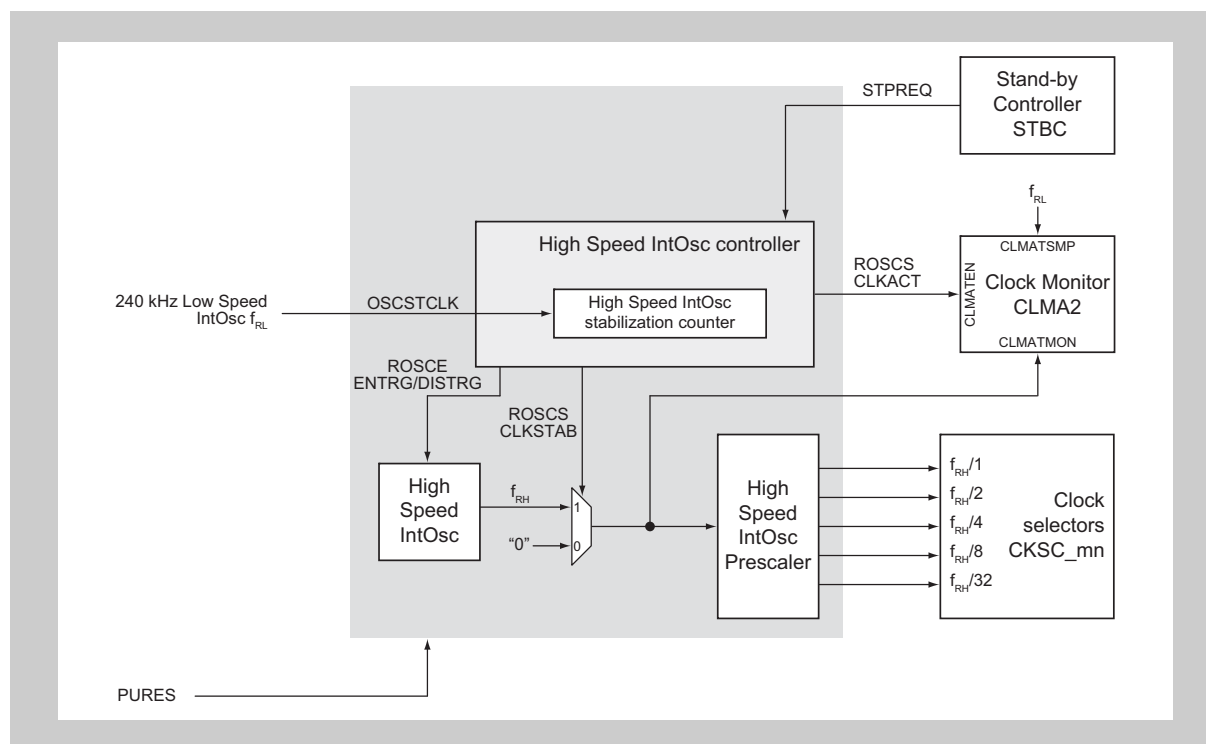 STPREQ
Stand-by
Controller
STBC
f_RL
High Speed IntOsc controller
ROSCS
CLKACT
CLMATSMP
CLMATEN
Clock Monitor
CLMA2
CLMATMON
240 kHz Low Speed
IntOsc f_RL
OSCSTCLK
High Speed IntOsc
stabilization counter
ROSCE
ENTRG/DISTRG
ROSCS
CLKSTAB
High
Speed
IntOsc
f_RH
1
“0”
0
High
Speed
IntOsc
Prescaler
f_RH/1
f_RH/2
f_RH/4
f_RH/8
f_RH/32
Clock
selectors
CKSC_mn
PURES